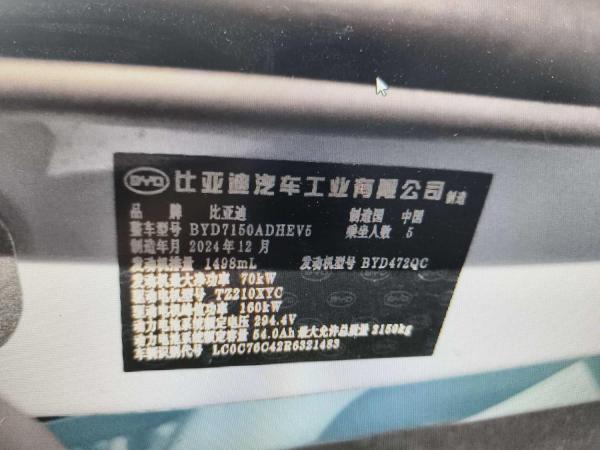 BYD 比亚迪汽车工业有限公司 制造
品 牌 比亚迪 制造国 中国
整车型号 BYD7150ADHEV5 乘坐人数 5
制造年月 2024年12月
发动机排量 1498mL 发动机型号 BYD472QC
发动机最大净功率 70kW
驱动电机型号 TZ210XYC
驱动电机峰值功率 160kW
动力电池系统额定电压 294.4V
动力电池系统额定容量 54.0Ah 最大允许总质量 2150kg
车辆识别代号 LC0C76C42R6321483